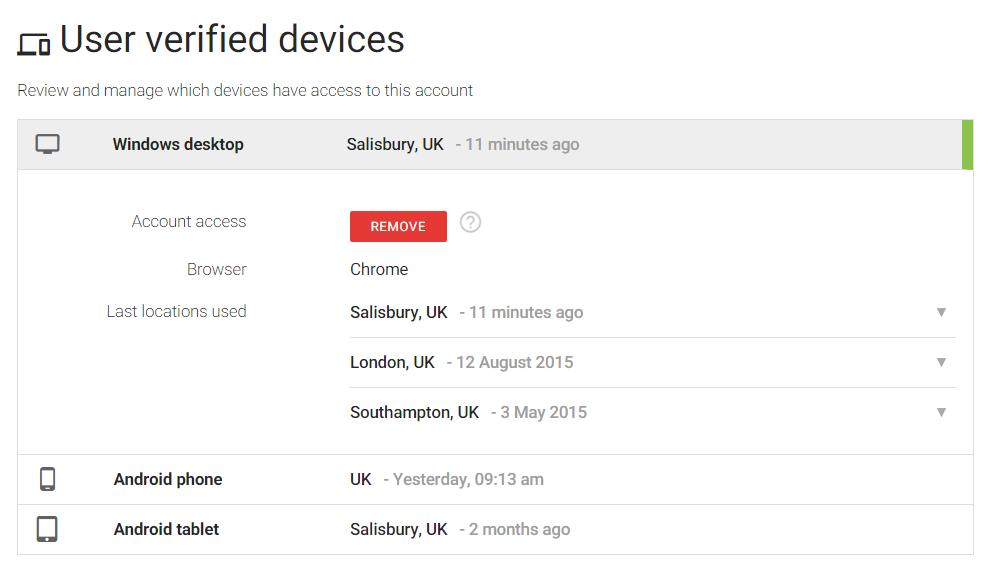 User verified devices
Review and manage which devices have access to this account
Windows desktop Salisbury, UK - 11 minutes ago
Account access REMOVE ?
Browser Chrome
Last locations used Salisbury, UK - 11 minutes ago
London, UK - 12 August 2015
Southampton, UK - 3 May 2015
Android phone UK - Yesterday, 09:13 am
Android tablet Salisbury, UK - 2 months ago